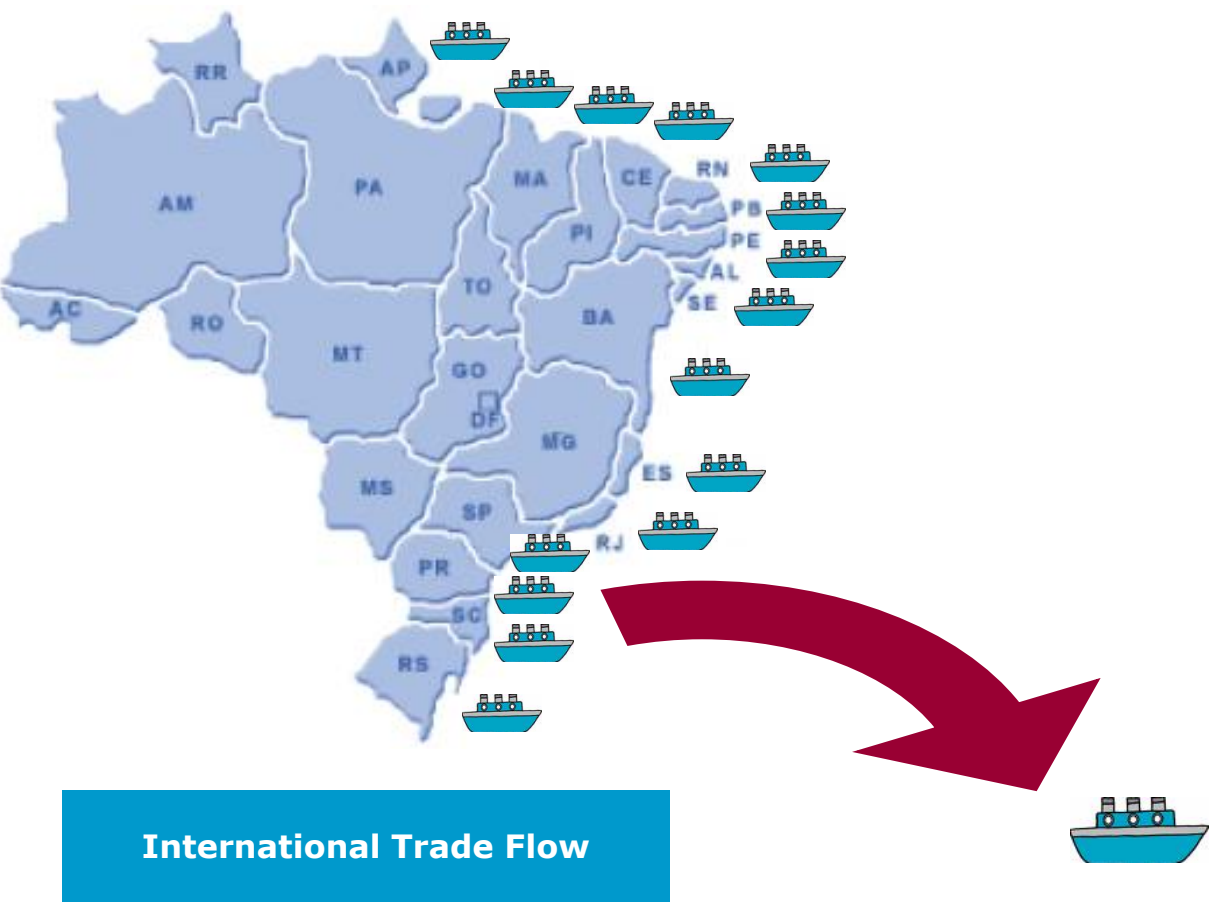 RR
AP
AM
PA
MA
CE
RN
PI
PB
PE
AL
SE
TO
BA
AC
RO
MT
GO
DF
MG
ES
MS
SP
RJ
PR
SC
RS
International Trade Flow